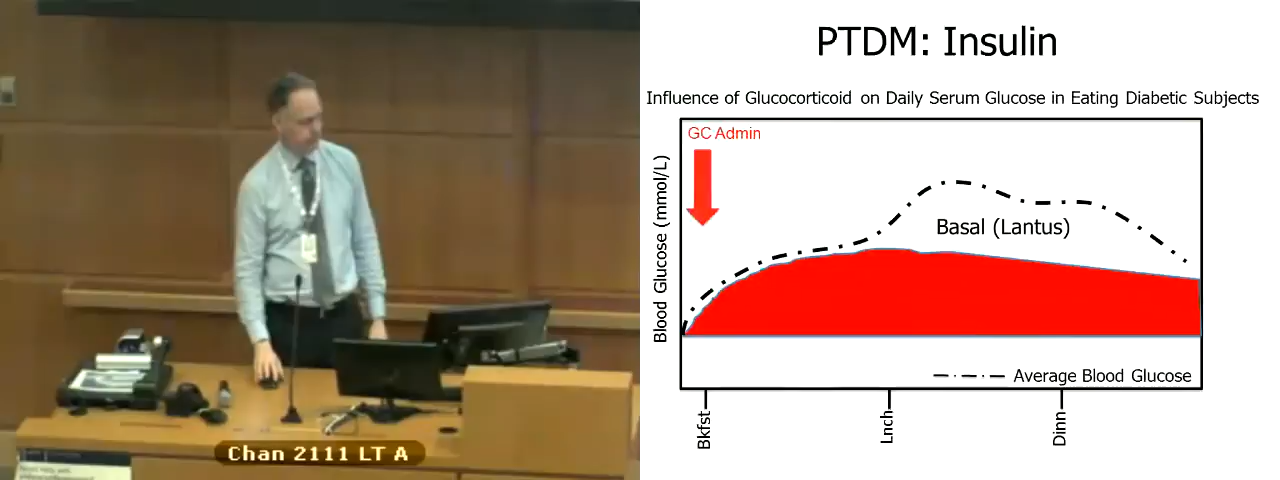 PTDM: Insulin
Influence of Glucocorticoid on Daily Serum Glucose in Eating Diabetic Subjects
GC Admin
Blood Glucose (mmol/L)
Basal (Lantus)
Average Blood Glucose
Bkfst
Lnch
Dinn
Chan 2111 LT A